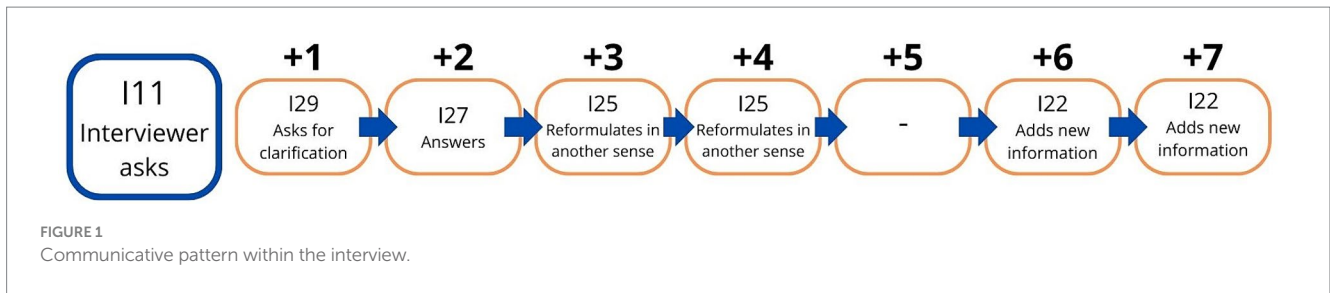 +1 +2 +3 +4 +5 +6 +7
I11
Interviewer
asks
I29
Asks for
clarification
I27
Answers
I25
Reformulates in
another sense
I25
Reformulates in
another sense
-
I22
Adds new
information
I22
Adds new
information
FIGURE 1
Communicative pattern within the interview.